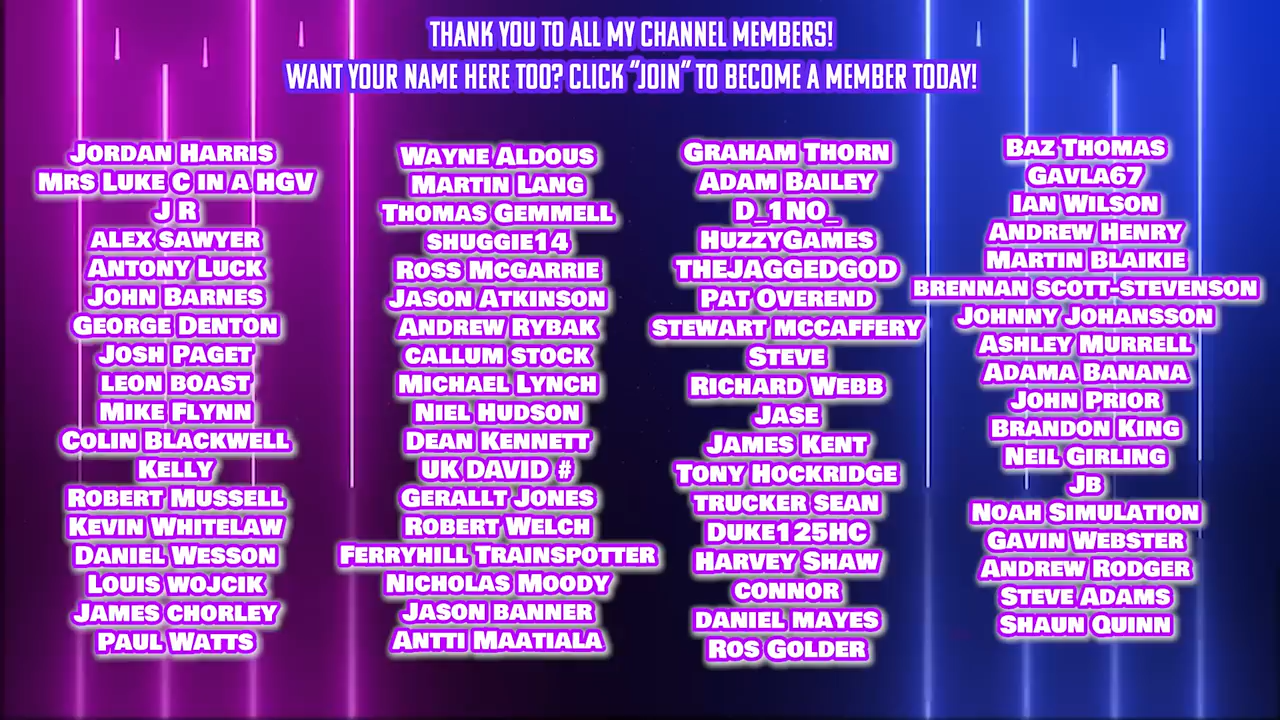 THANK YOU TO ALL MY CHANNEL MEMBERS!
WANT YOUR NAME HERE TOO? CLICK "JOIN" TO BECOME A MEMBER TODAY!
Jordan Harris
Mrs Luke C in a HGV
J R
alex sawyer
Antony Luck
John Barnes
George Denton
Josh Paget
leon boast
Mike Flynn
Colin Blackwell
Kelly
Robert Mussell
Kevin Whitelaw
Daniel Wesson
Louis wojcik
James chorley
Paul Watts
Wayne Aldous
Martin Lang
Thomas Gemmell
shuggie14
Ross McGarrie
Jason Atkinson
Andrew Rybak
callum stock
Michael Lynch
Niel Hudson
Dean Kennett
UK DAVID #
Gerallt Jones
Robert Welch
Ferryhill Trainspotter
Nicholas Moody
Jason banner
Antti Maatiala
Graham Thorn
Adam Bailey
D_1NO_
HuzzyGames
THEJAGGEDGOD
Pat Overend
stewart mccaffery
Steve
Richard Webb
Jase
James Kent
Tony Hockridge
trucker sean
Duke125HC
Harvey Shaw
connor
daniel mayes
Ros Golder
Baz Thomas
gavla67
Ian Wilson
Andrew Henry
Martin Blaikie
brennan scott-stevenson
Johnny Johansson
Ashley Murrell
Adama Banana
John Prior
Brandon King
Neil Girling
Jb
Noah Simulation
Gavin Webster
Andrew Rodger
Steve Adams
Shaun Quinn